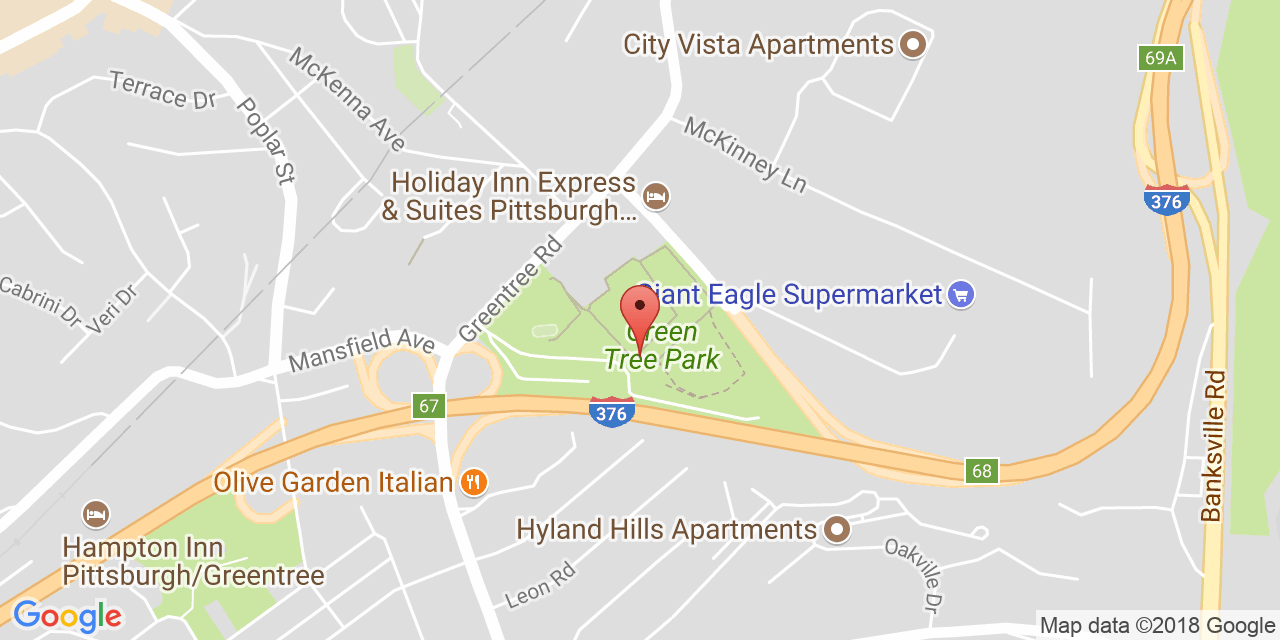 City Vista Apartments
69A
McKenna Ave
Terrace Dr
Poplar St
McKinney Ln
Holiday Inn Express
& Suites Pittsburgh...
376
Greentree Rd
Cabrini Dr
Veri Dr
Giant Eagle Supermarket
Green
Tree Park
Mansfield Ave
67
376
Banksville Rd
68
Olive Garden Italian
Hyland Hills Apartments
Hampton Inn
Pittsburgh/Greentree
Leon Rd
Oakville Dr
Google
Map data ©2018 Google